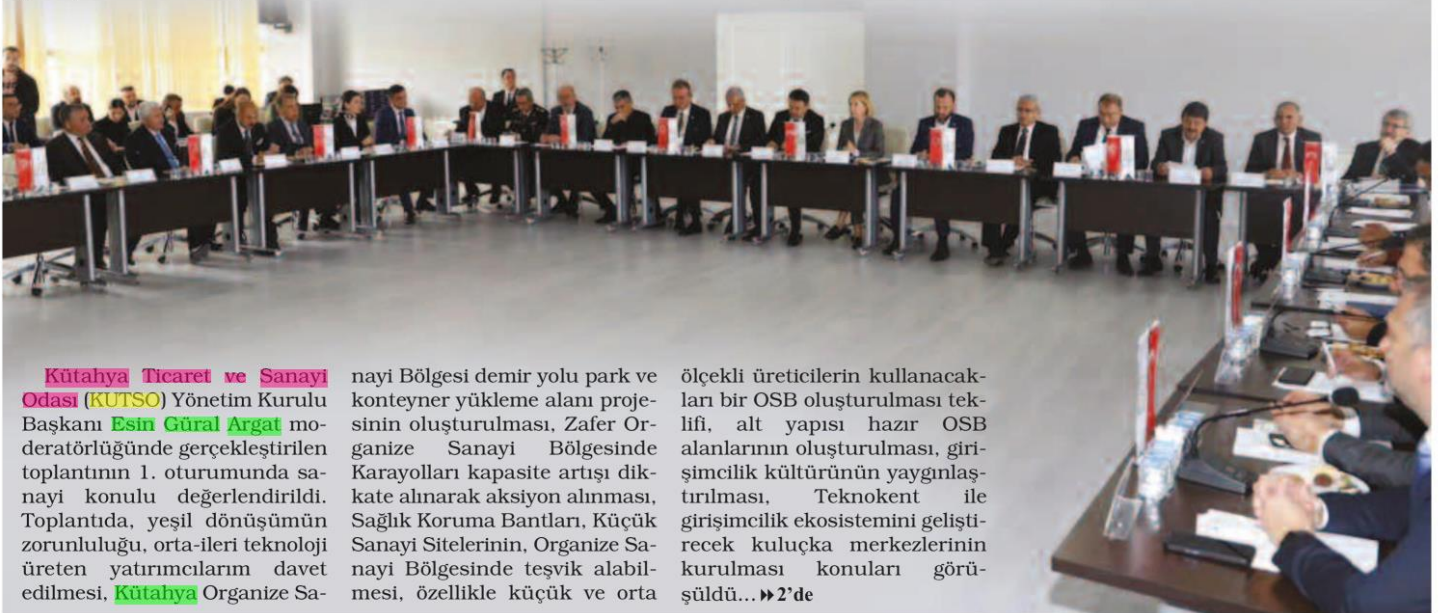 Kütahya Ticaret ve Sanayi
Odası (KUTSO) Yönetim Kurulu
Başkanı Esin Güral Argat mo-
deratörlüğünde gerçekleştirilen
toplantının 1. oturumunda sa-
nayi konulu değerlendirildi.
Toplantıda, yeşil dönüşümün
zorunluluğu, orta-ileri teknoloji
üreten yatırımcılarım davet
edilmesi, Kütahya Organize Sa-
nayi Bölgesi demir yolu park ve
konteyner yükleme alanı proje-
sinin oluşturulması, Zafer Or-
ganize Sanayi Bölgesinde
Karayolları kapasite artışı dik-
kate alınarak aksiyon alınması,
Sağlık Koruma Bantları, Küçük
Sanayi Sitelerinin, Organize Sa-
nayi Bölgesinde teşvik alabil-
mesi, özellikle küçük ve orta
ölçekli üreticilerin kullanacak-
ları bir OSB oluşturulması tek-
lifi, alt yapısı hazır OSB
alanlarının oluşturulması, giri-
şimcilik kültürünün yaygınlaş-
tırılması, Teknokent ile
girişimcilik ekosistemini gelişti-
recek kuluçka merkezlerinin
kurulması konuları görü-
şüldü... 2'de